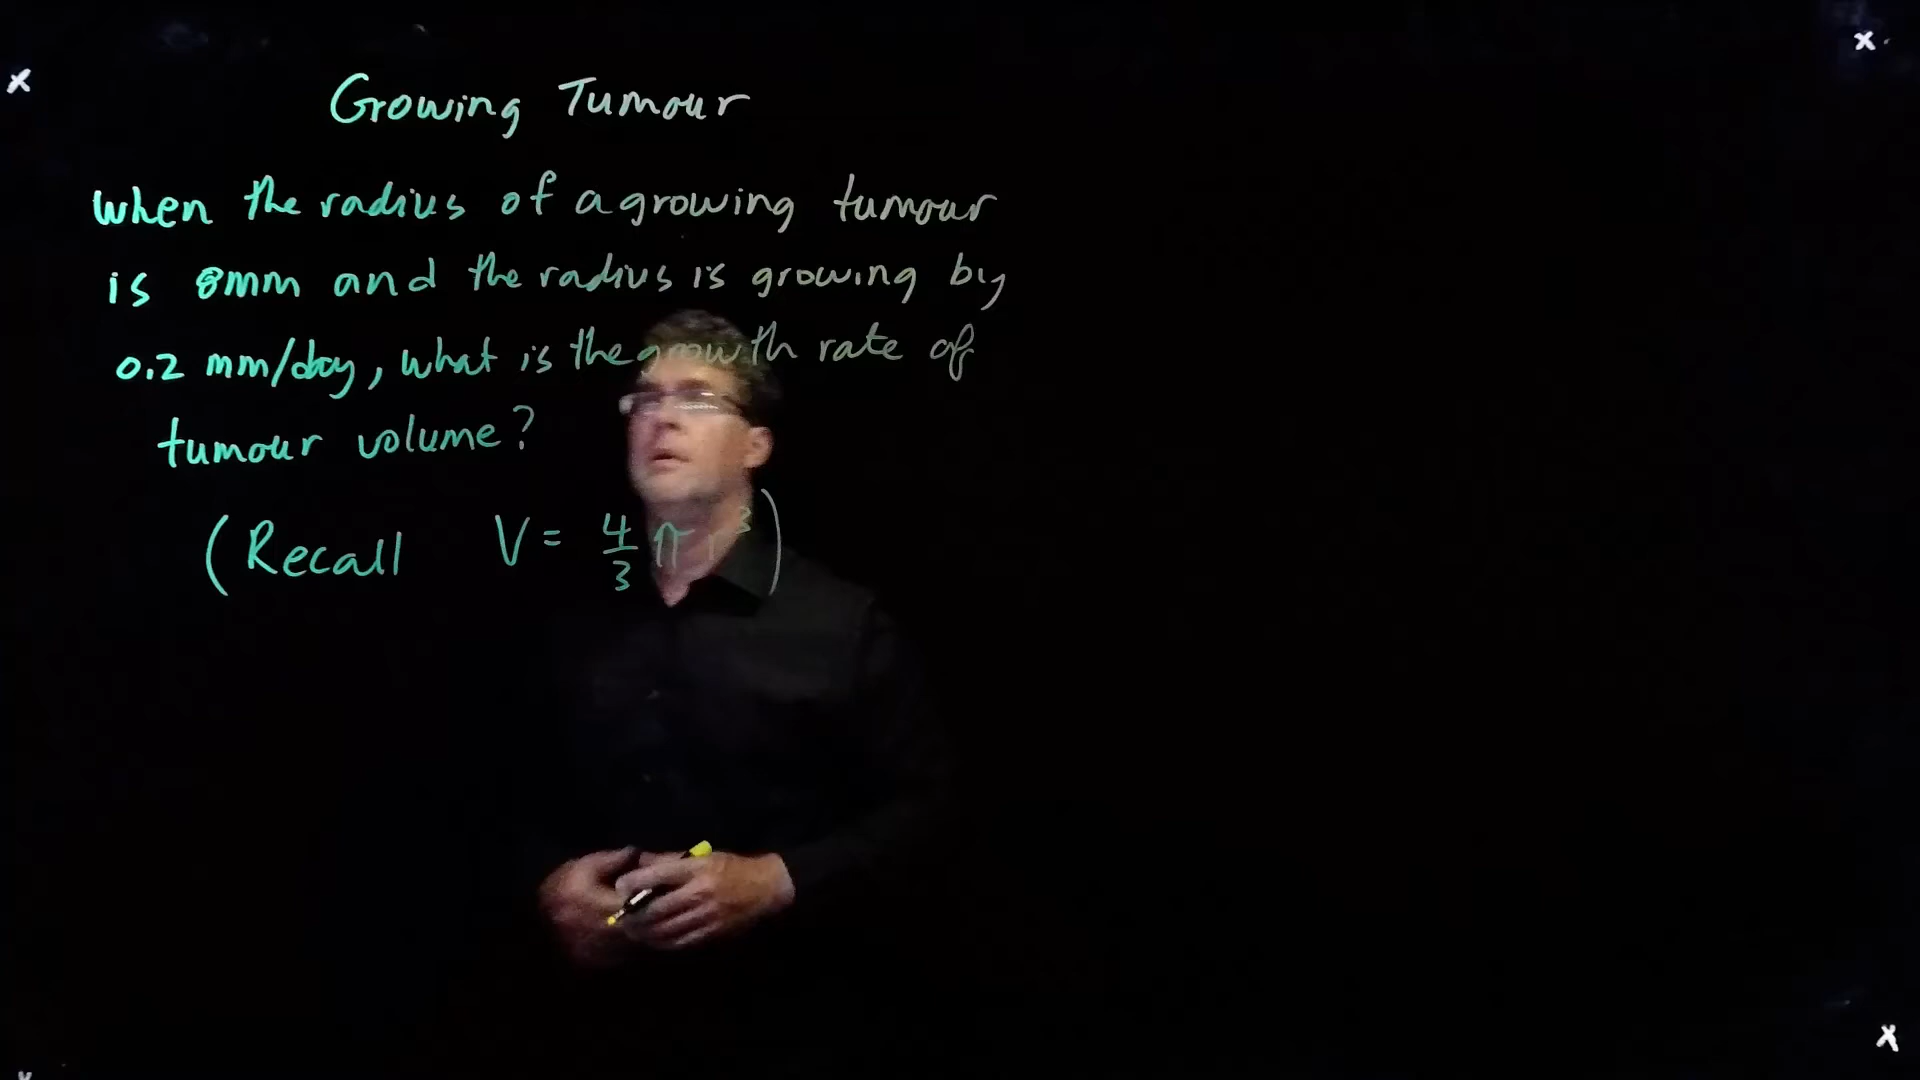 Growing Tumour
when the radius of a growing tumour
is 8mm and the radius is growing by
0.2 mm/day, what is the growth rate of
tumour volume?
(Recall V = 4/3 π r³)